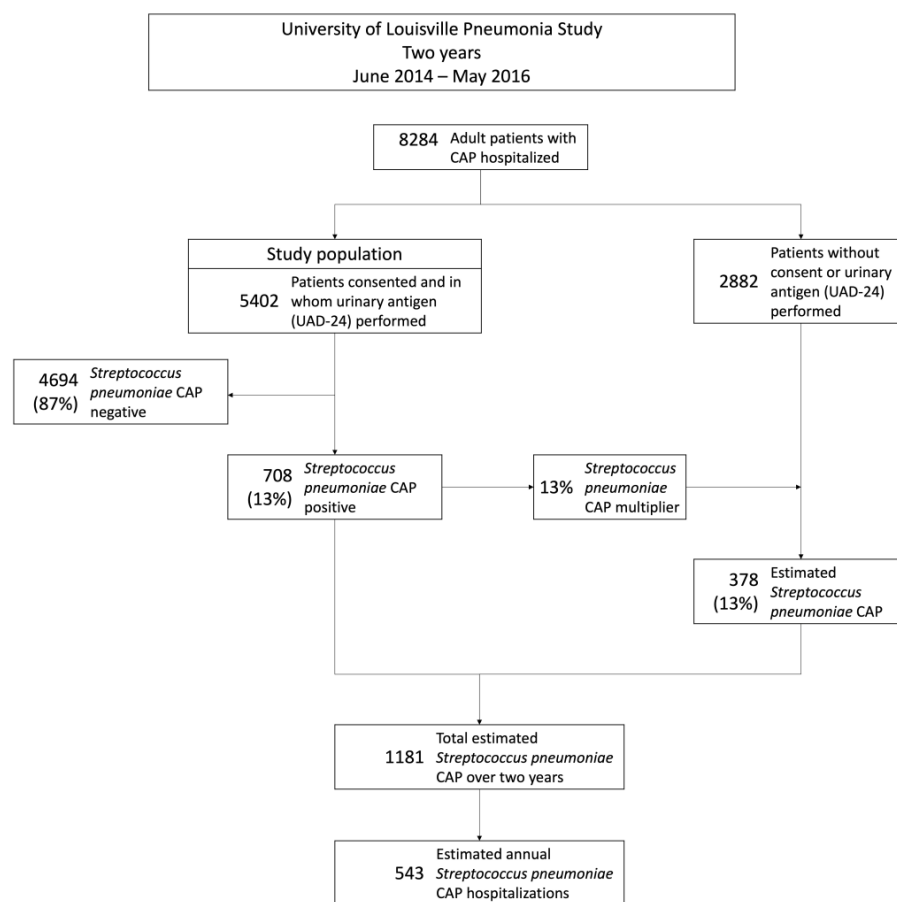 University of Louisville Pneumonia Study
Two years
June 2014 – May 2016
8284 Adult patients with
CAP hospitalized
Study population
5402 Patients consented and in
whom urinary antigen
(UAD-24) performed
2882 Patients without
consent or urinary
antigen (UAD-24)
performed
4694 Streptococcus
(87%) pneumoniae CAP
negative
708 Streptococcus
(13%) pneumoniae CAP
positive
13% Streptococcus
pneumoniae
CAP multiplier
378 Estimated
(13%) Streptococcus
pneumoniae CAP
1181 Total estimated
Streptococcus pneumoniae
CAP over two years
543 Estimated annual
Streptococcus pneumoniae
CAP hospitalizations